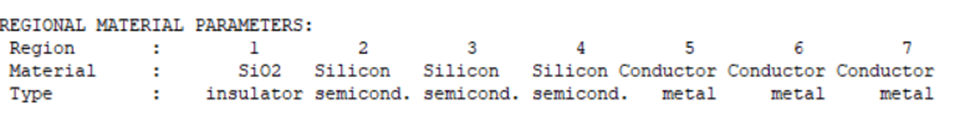 REGIONAL MATERIAL PARAMETERS:
Region : 1 2 3 4 5 6 7
Material : SiO2 Silicon Silicon Silicon Conductor Conductor Conductor
Type : insulator semicond. semicond. semicond. metal metal metal